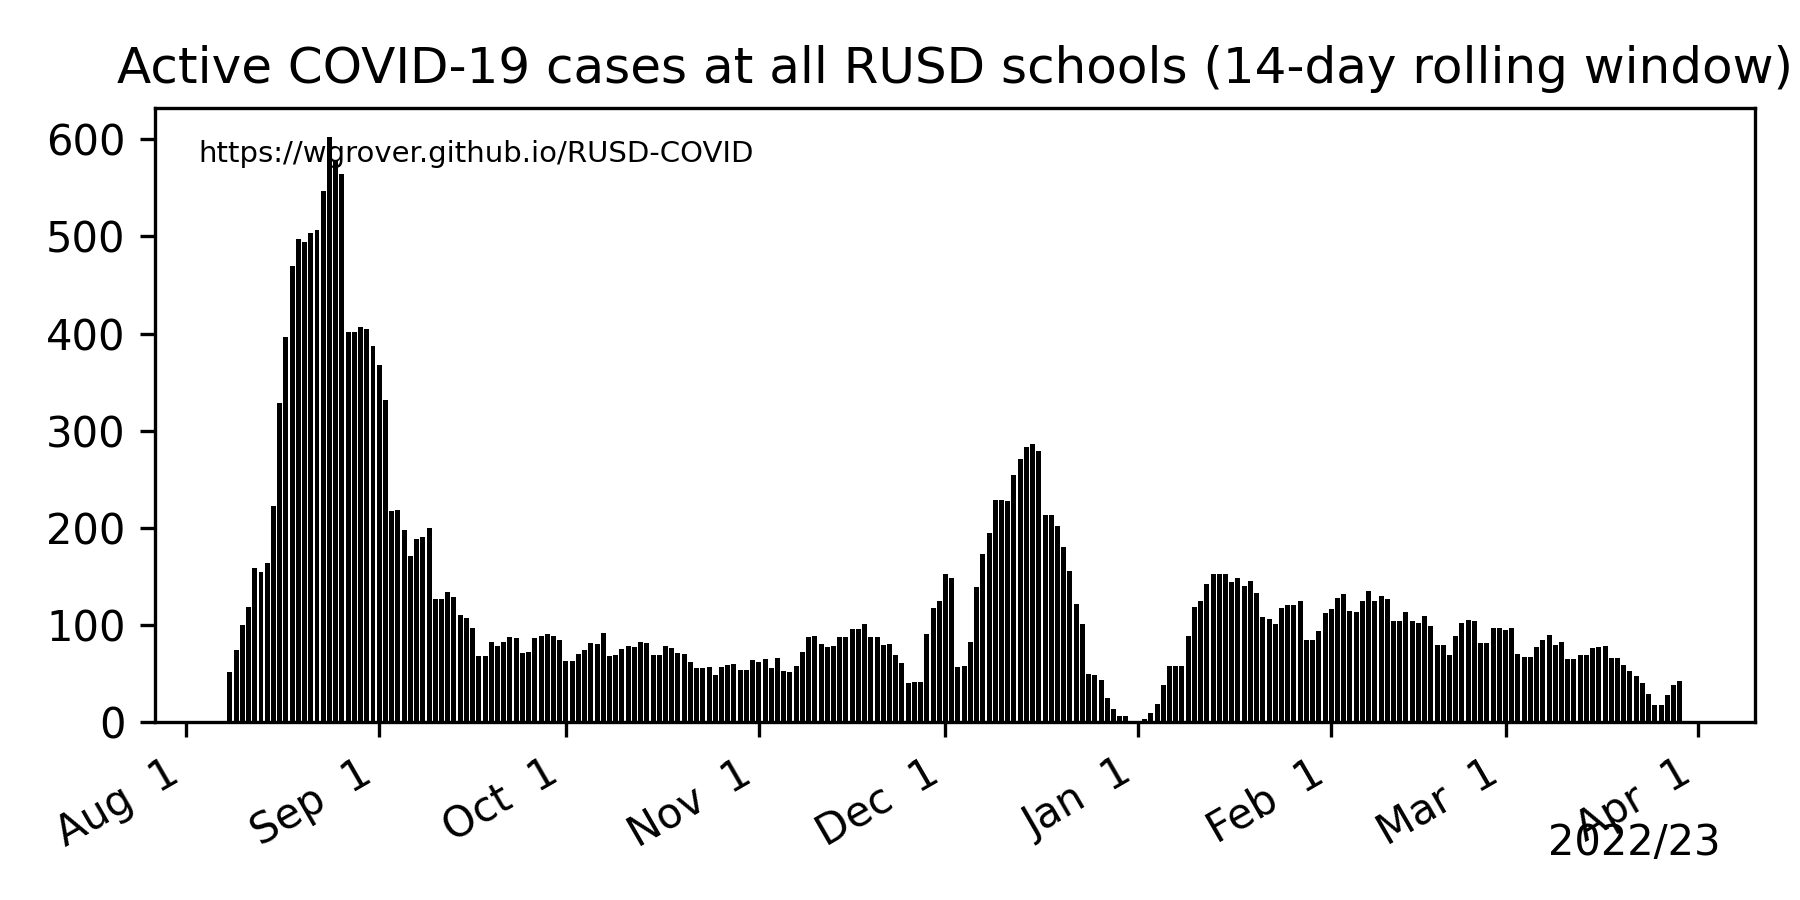 Active COVID-19 cases at all RUSD schools (14-day rolling window)
https://wgrover.github.io/RUSD-COVID
600
500
400
300
200
100
0
Aug 1
Sep 1
Oct 1
Nov 1
Dec 1
Jan 1
Feb 1
Mar 1
Apr 1
2022/23